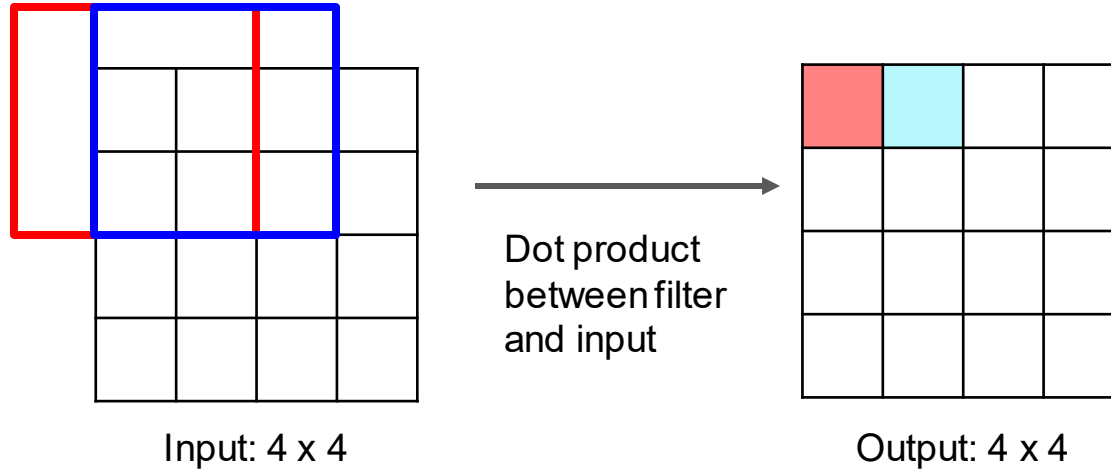 Dot product
between filter
and input
Input: 4 x 4
Output: 4 x 4